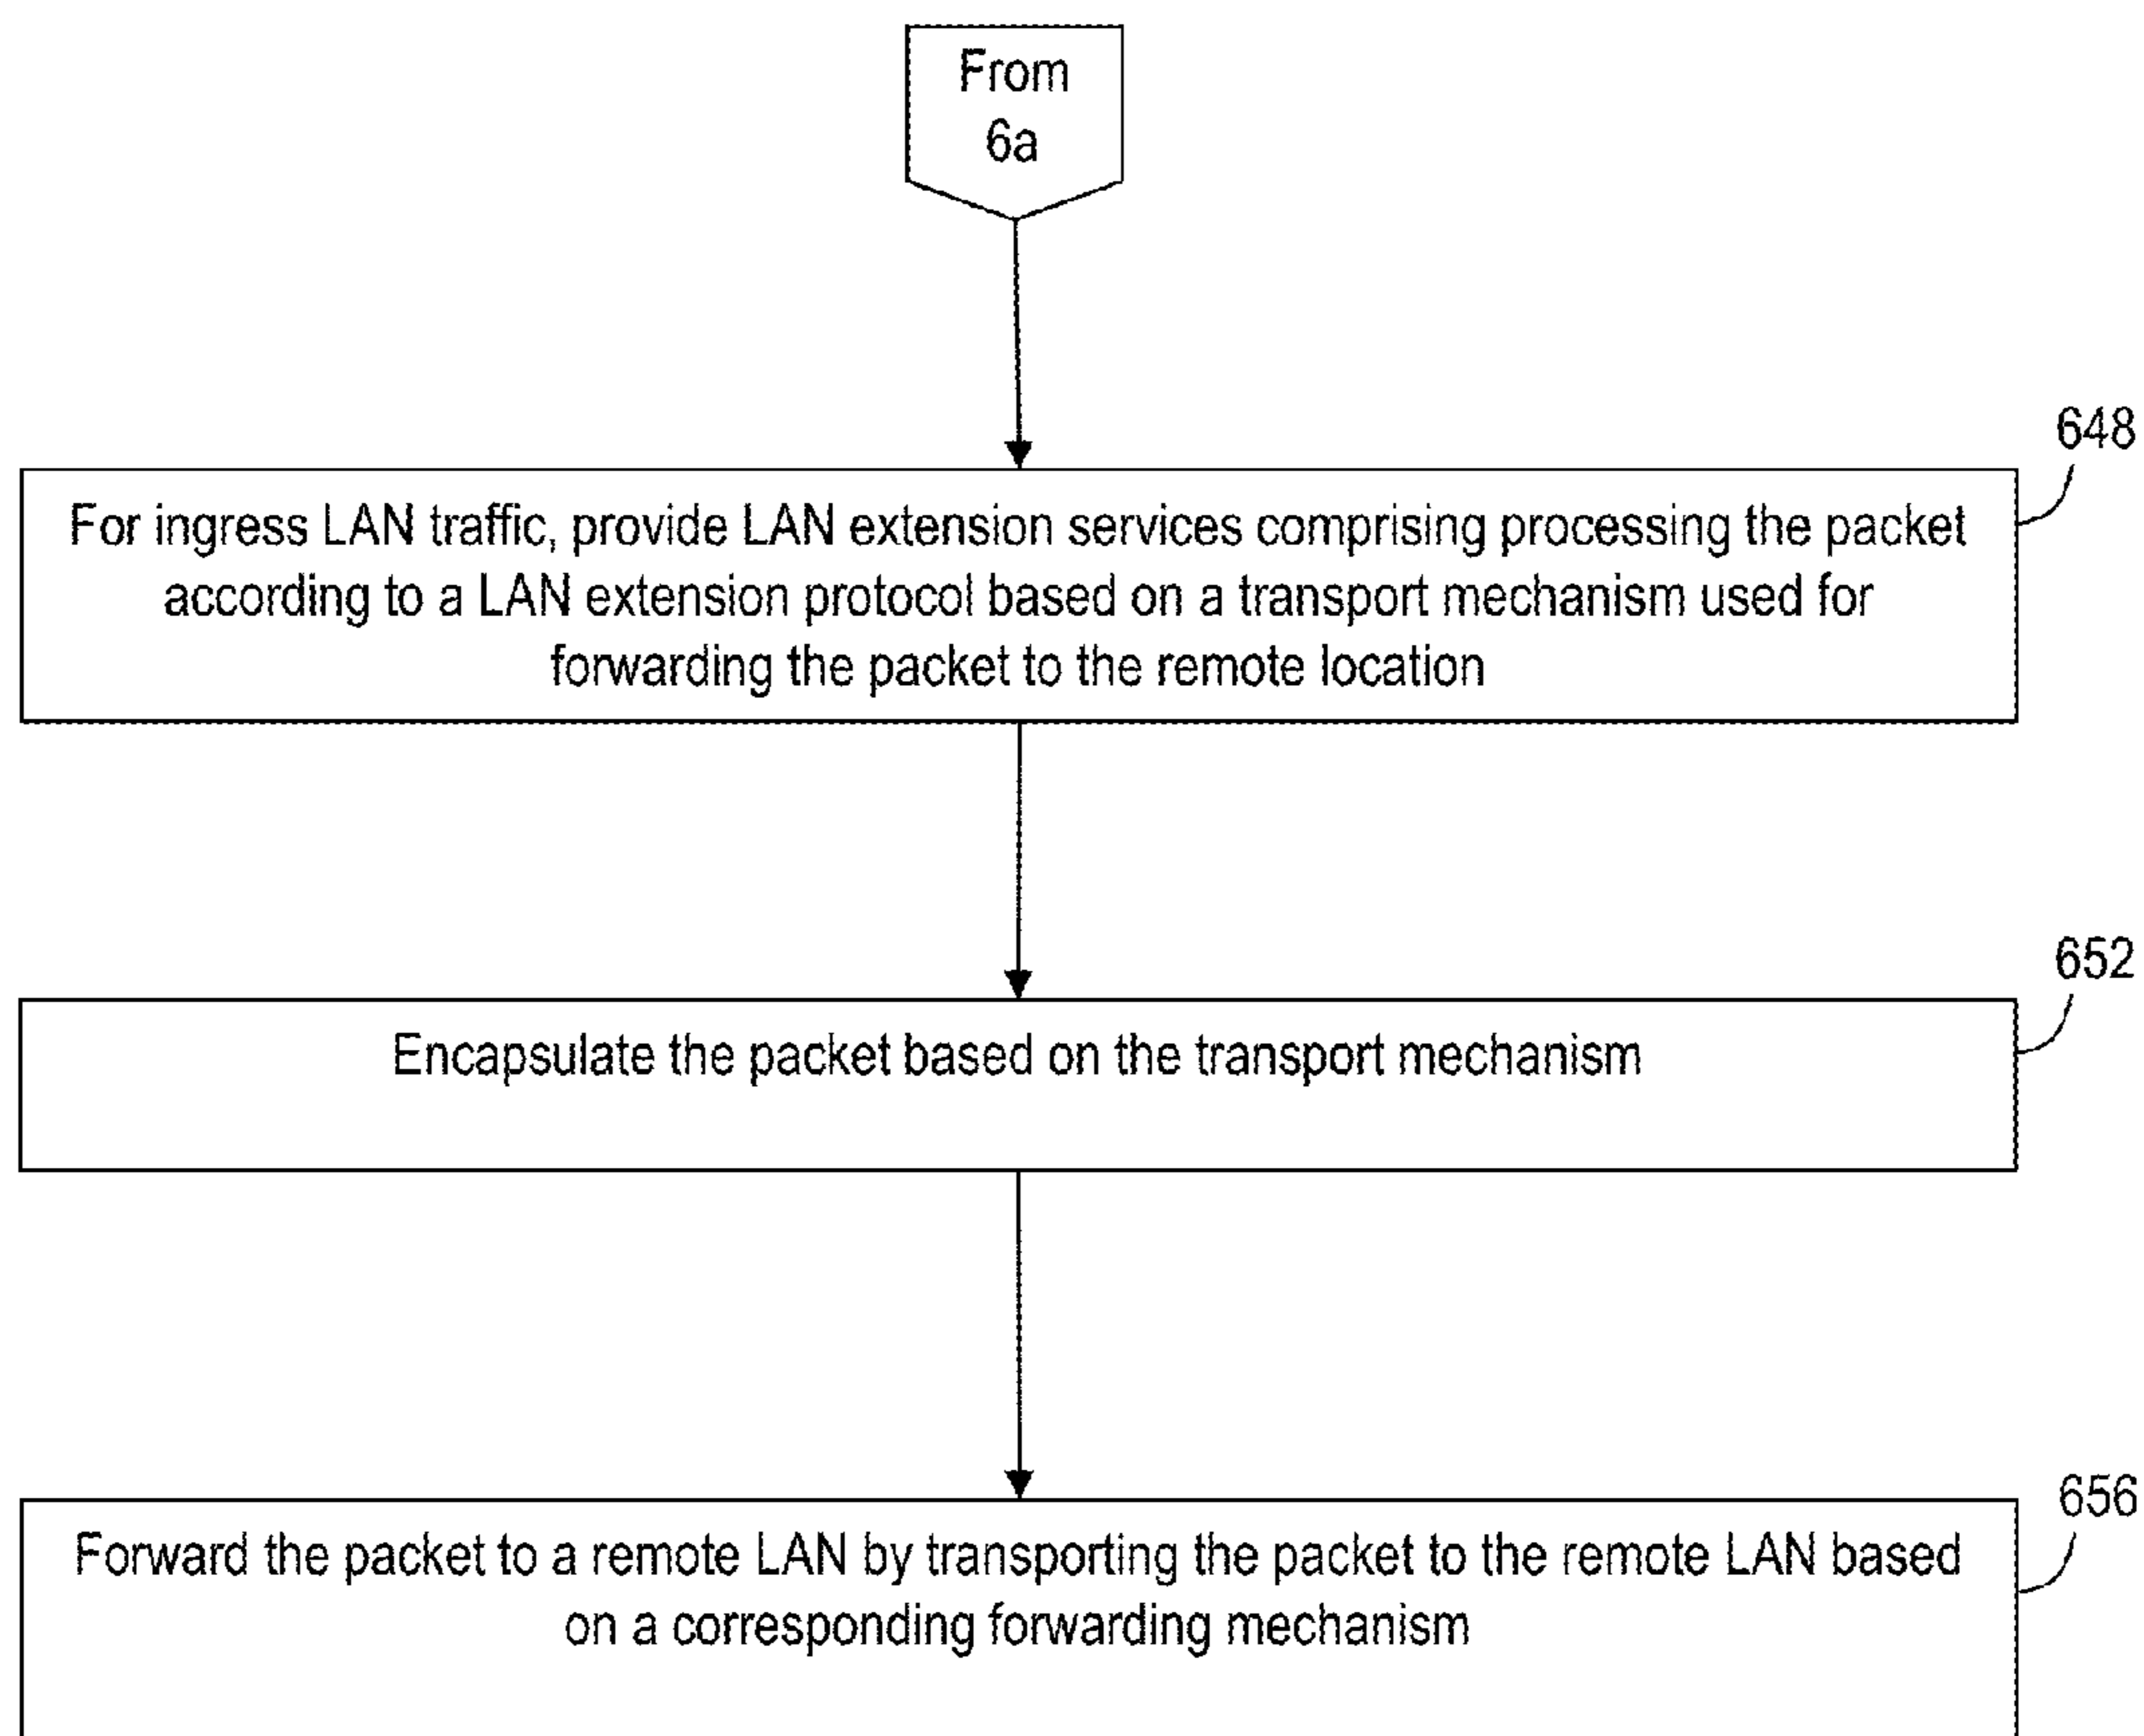 From
6a
648
For ingress LAN traffic, provide LAN extension services comprising processing the packet
according to a LAN extension protocol based on a transport mechanism used for
forwarding the packet to the remote location
652
Encapsulate the packet based on the transport mechanism
656
Forward the packet to a remote LAN by transporting the packet to the remote LAN based
on a corresponding forwarding mechanism